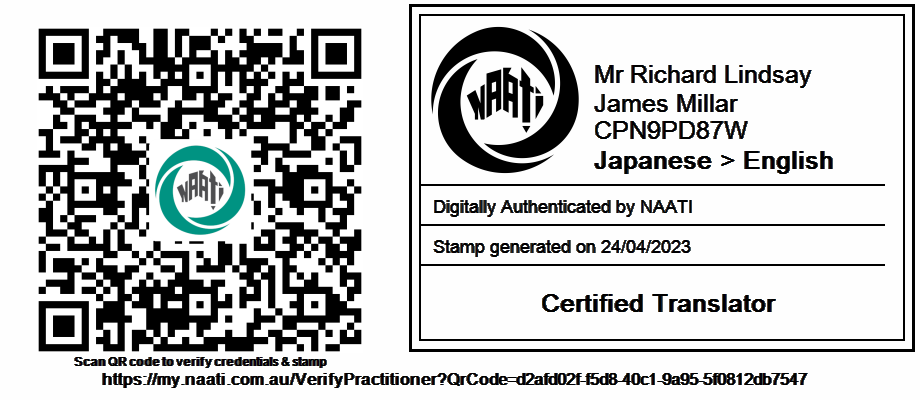 NAATI
NAATI
Mr Richard Lindsay
James Millar
CPN9PD87W
Japanese > English
Digitally Authenticated by NAATI
Stamp generated on 24/04/2023
Certified Translator
Scan QR code to verify credentials & stamp
https://my.naati.com.au/VerifyPractitioner?QrCode=d2afd02f-f5d8-40c1-9a95-5f0812db7547